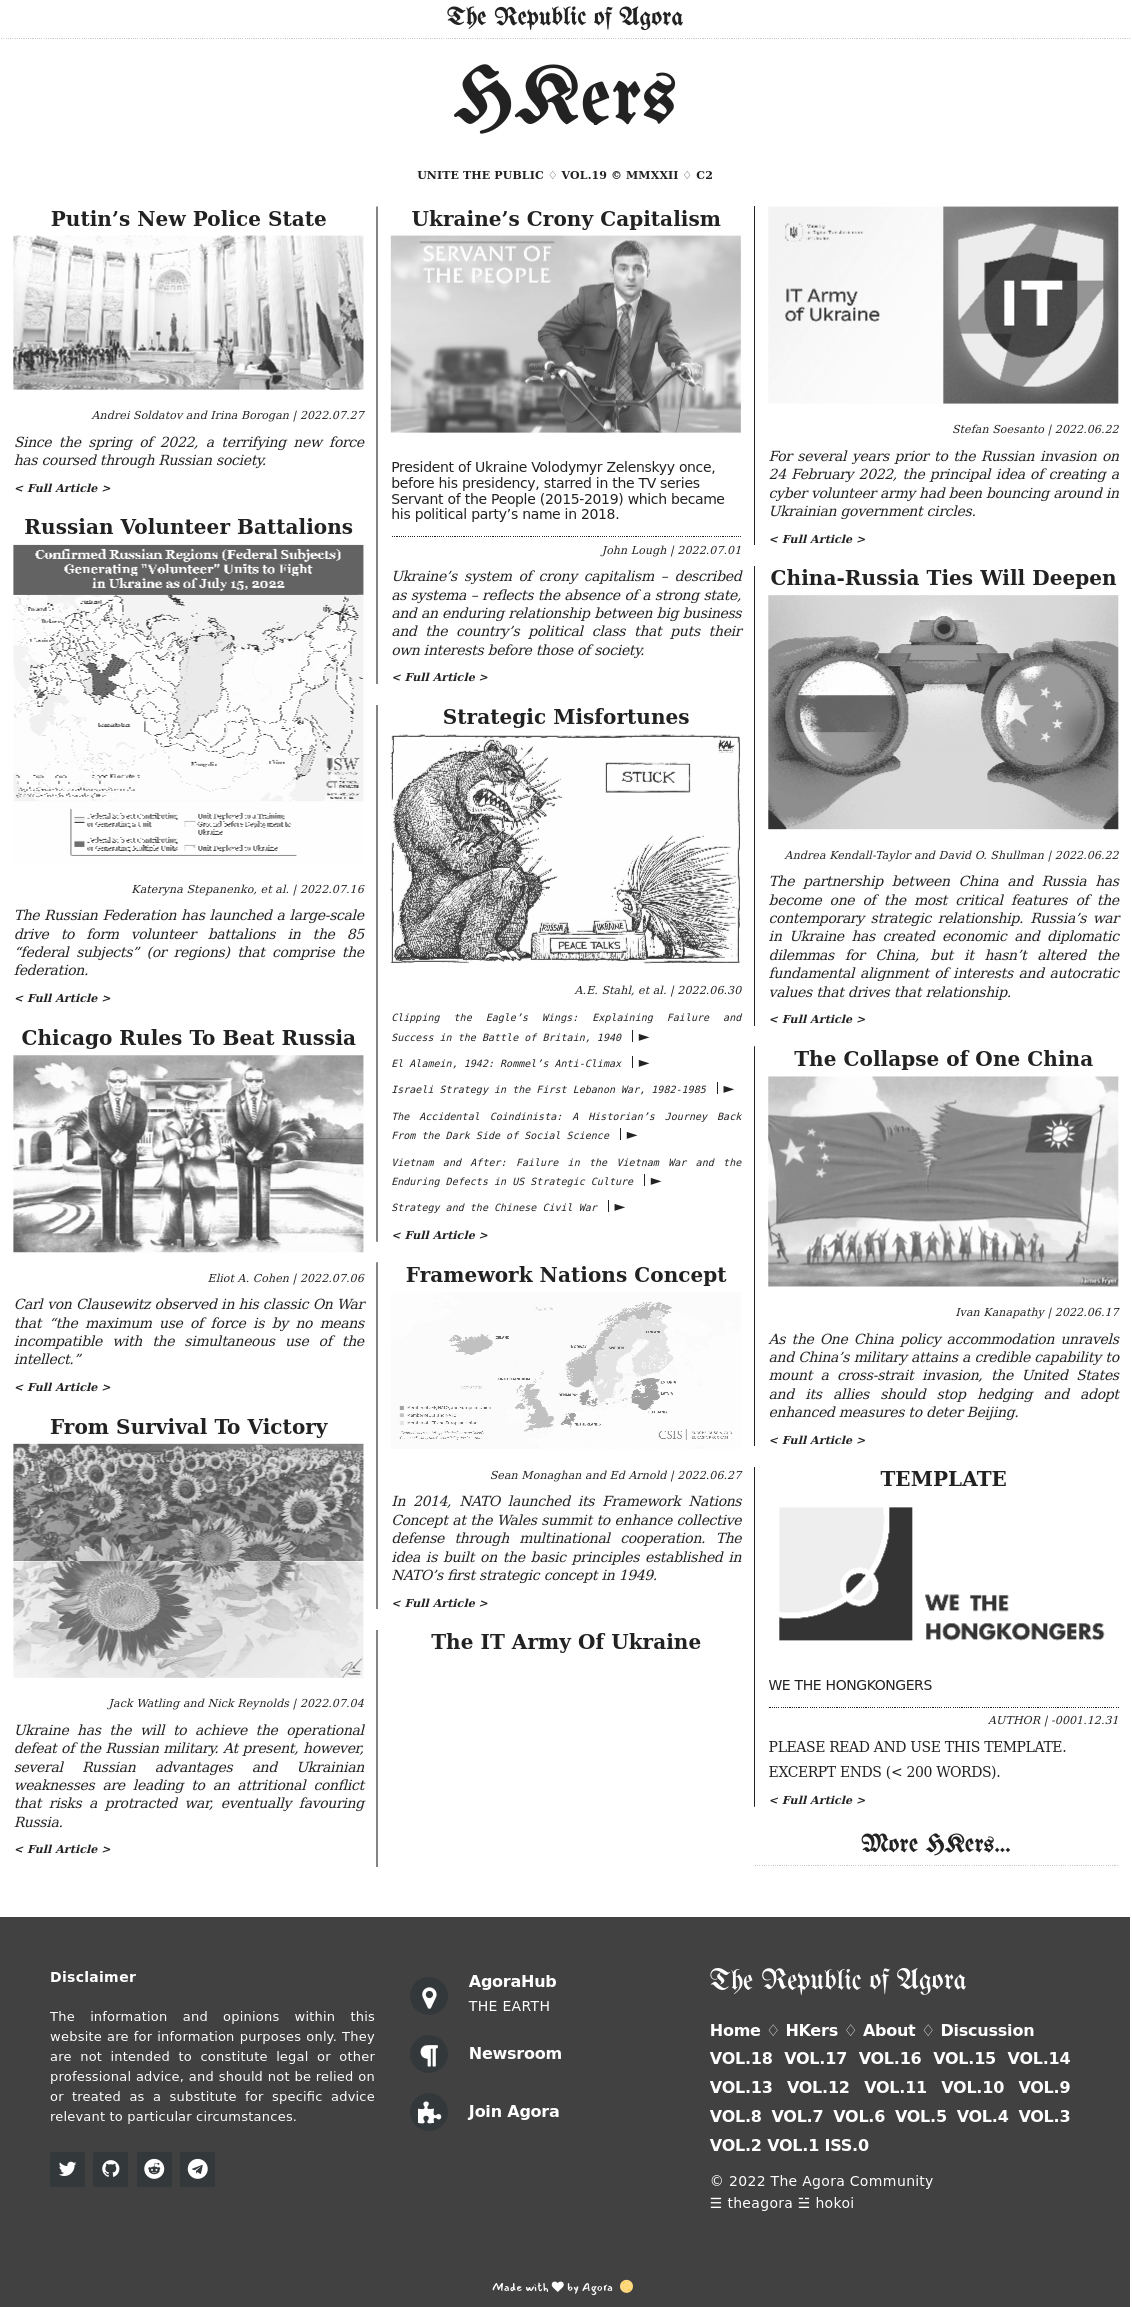 The Republic of Agora
HKers
UNITE THE PUBLIC ♢ VOL.19 © MMXXII ♢ C2
Putin’s New Police State
Andrei Soldatov and Irina Borogan | 2022.07.27
Since the spring of 2022, a terrifying new force
has coursed through Russian society.
< Full Article >
Russian Volunteer Battalions
Confirmed Russian Regions (Federal Subjects)
Generating "Volunteer" Units to Fight
in Ukraine as of July 15, 2022
Kateryna Stepanenko, et al. | 2022.07.16
The Russian Federation has launched a large-scale
drive to form volunteer battalions in the 85
“federal subjects” (or regions) that comprise the
federation.
< Full Article >
Chicago Rules To Beat Russia
Eliot A. Cohen | 2022.07.06
Carl von Clausewitz observed in his classic On War
that “the maximum use of force is by no means
incompatible with the simultaneous use of the
intellect.”
< Full Article >
From Survival To Victory
Jack Watling and Nick Reynolds | 2022.07.04
Ukraine has the will to achieve the operational
defeat of the Russian military. At present, however,
several Russian advantages and Ukrainian
weaknesses are leading to an attritional conflict
that risks a protracted war, eventually favouring
Russia.
< Full Article >
Ukraine’s Crony Capitalism
SERVANT OF
THE PEOPLE
President of Ukraine Volodymyr Zelenskyy once,
before his presidency, starred in the TV series
Servant of the People (2015-2019) which became
his political party’s name in 2018.
John Lough | 2022.07.01
Ukraine’s system of crony capitalism – described
as systema – reflects the absence of a strong state,
and an enduring relationship between big business
and the country’s political class that puts their
own interests before those of society.
< Full Article >
Strategic Misfortunes
KAL
STUCK
RUSSIA
UKRAINE
PEACE TALKS
A.E. Stahl, et al. | 2022.06.30
Clipping the Eagle’s Wings: Explaining Failure and
Success in the Battle of Britain, 1940 |►
El Alamein, 1942: Rommel’s Anti-Climax |►
Israeli Strategy in the First Lebanon War, 1982-1985 |►
The Accidental Coindinista: A Historian’s Journey Back
From the Dark Side of Social Science |►
Vietnam and After: Failure in the Vietnam War and the
Enduring Defects in US Strategic Culture |►
Strategy and the Chinese Civil War |►
< Full Article >
Framework Nations Concept
CSIS
Sean Monaghan and Ed Arnold | 2022.06.27
In 2014, NATO launched its Framework Nations
Concept at the Wales summit to enhance collective
defense through multinational cooperation. The
idea is built on the basic principles established in
NATO’s first strategic concept in 1949.
< Full Article >
The IT Army Of Ukraine
IT Army
of Ukraine
IT
Stefan Soesanto | 2022.06.22
For several years prior to the Russian invasion on
24 February 2022, the principal idea of creating a
cyber volunteer army had been bouncing around in
Ukrainian government circles.
< Full Article >
China-Russia Ties Will Deepen
Andrea Kendall-Taylor and David O. Shullman | 2022.06.22
The partnership between China and Russia has
become one of the most critical features of the
contemporary strategic relationship. Russia’s war
in Ukraine has created economic and diplomatic
dilemmas for China, but it hasn’t altered the
fundamental alignment of interests and autocratic
values that drives that relationship.
< Full Article >
The Collapse of One China
James Fryer
Ivan Kanapathy | 2022.06.17
As the One China policy accommodation unravels
and China’s military attains a credible capability to
mount a cross-strait invasion, the United States
and its allies should stop hedging and adopt
enhanced measures to deter Beijing.
< Full Article >
TEMPLATE
WE THE
HONGKONGERS
WE THE HONGKONGERS
AUTHOR | -0001.12.31
PLEASE READ AND USE THIS TEMPLATE.
EXCERPT ENDS (< 200 WORDS).
< Full Article >
More HKers...
Disclaimer
The information and opinions within this
website are for information purposes only. They
are not intended to constitute legal or other
professional advice, and should not be relied on
or treated as a substitute for specific advice
relevant to particular circumstances.
AgoraHub
THE EARTH
Newsroom
Join Agora
The Republic of Agora
Home ♢ HKers ♢ About ♢ Discussion
VOL.18 VOL.17 VOL.16 VOL.15 VOL.14
VOL.13 VOL.12 VOL.11 VOL.10 VOL.9
VOL.8 VOL.7 VOL.6 VOL.5 VOL.4 VOL.3
VOL.2 VOL.1 ISS.0
© 2022 The Agora Community
☰ theagora ☱ hokoi
Made with ♥ by Agora